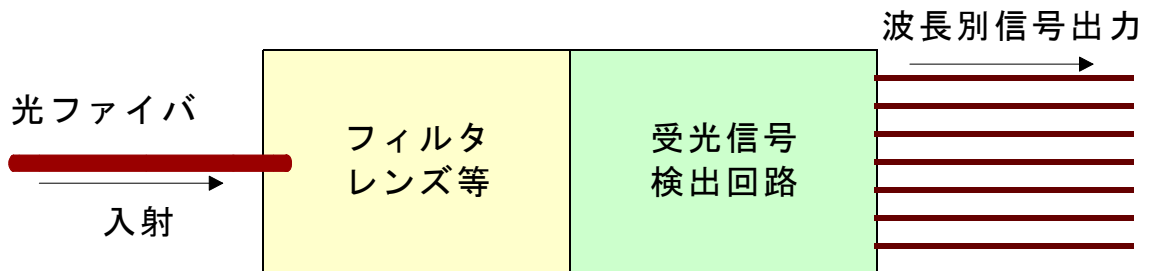 波長別信号出力
光ファイバ
入射
フィルタ
レンズ等
受光信号
検出回路